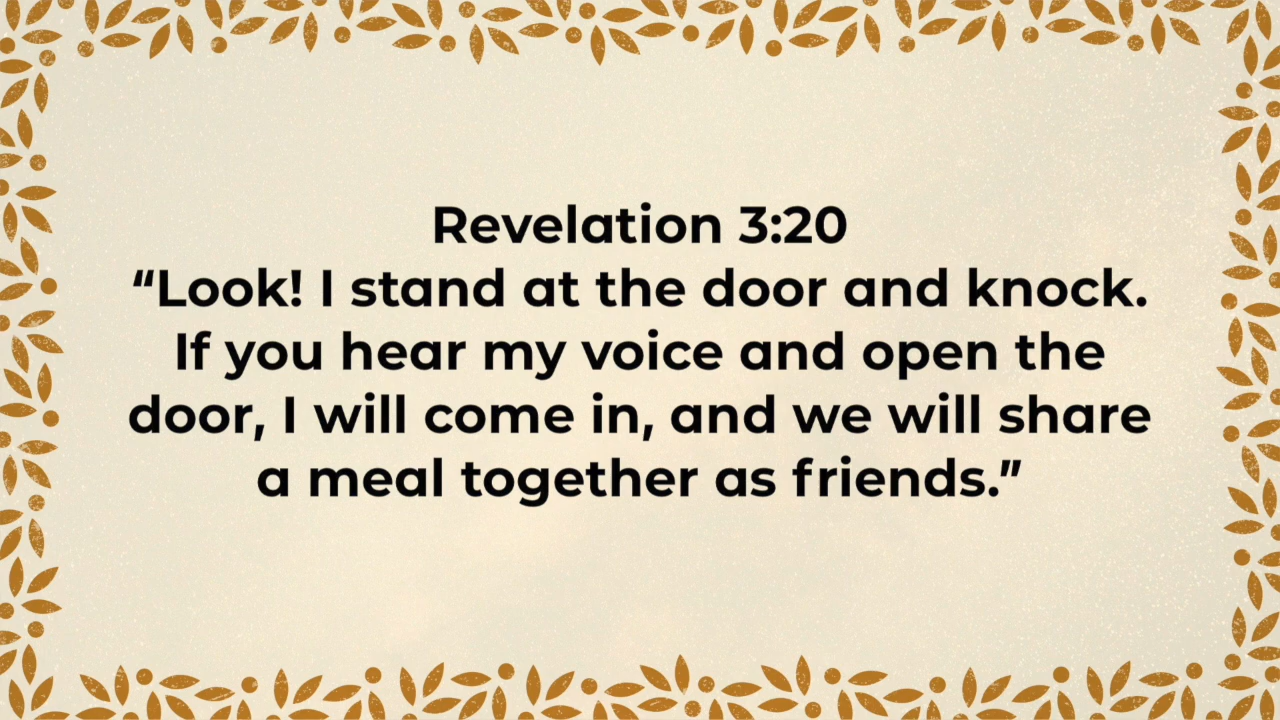 Revelation 3:20
“Look! I stand at the door and knock.
If you hear my voice and open the
door, I will come in, and we will share
a meal together as friends.”